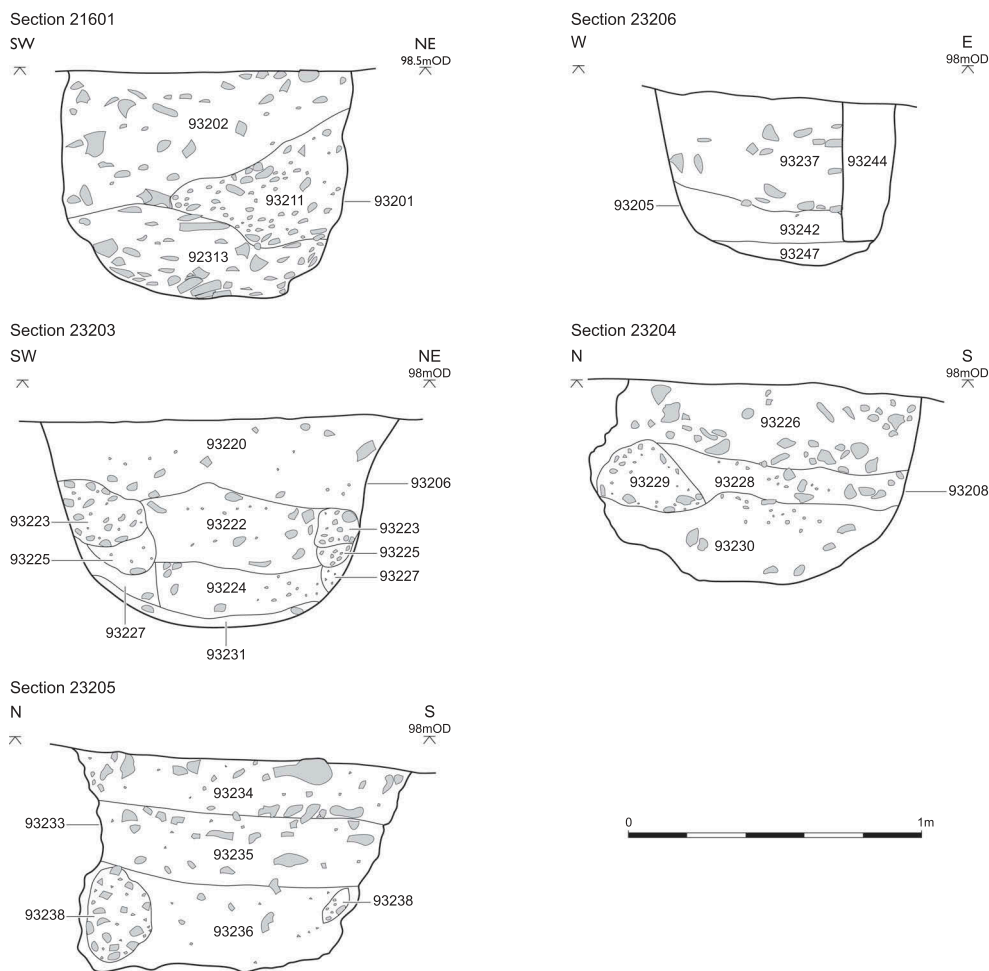 Section 21601
SW
NE
98.5mOD
93202
93211
93201
92313
Section 23206
W
E
98mOD
93237
93244
93205
93242
93247
Section 23203
SW
NE
98mOD
93220
93206
93223
93222
93223
93225
93225
93224
93227
93227
93231
Section 23204
N
S
98mOD
93226
93229
93228
93208
93230
Section 23205
N
S
98mOD
93234
93233
93235
93238
93238
93236
0
1m